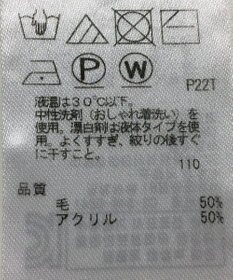 P W
P22T
液温は30℃以下。
中性洗剤(おしゃれ着洗い)を
使用。漂白剤は液体タイプを使
用。よくすすぎ、絞りの後すぐ
に干すこと。
110
品質
毛 50%
アクリル 50%